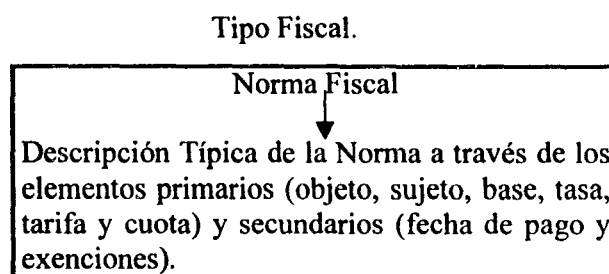 Tipo Fiscal.
Norma Fiscal
Descripción Típica de la Norma a través de los
elementos primarios (objeto, sujeto, base, tasa,
tarifa y cuota) y secundarios (fecha de pago y
exenciones).